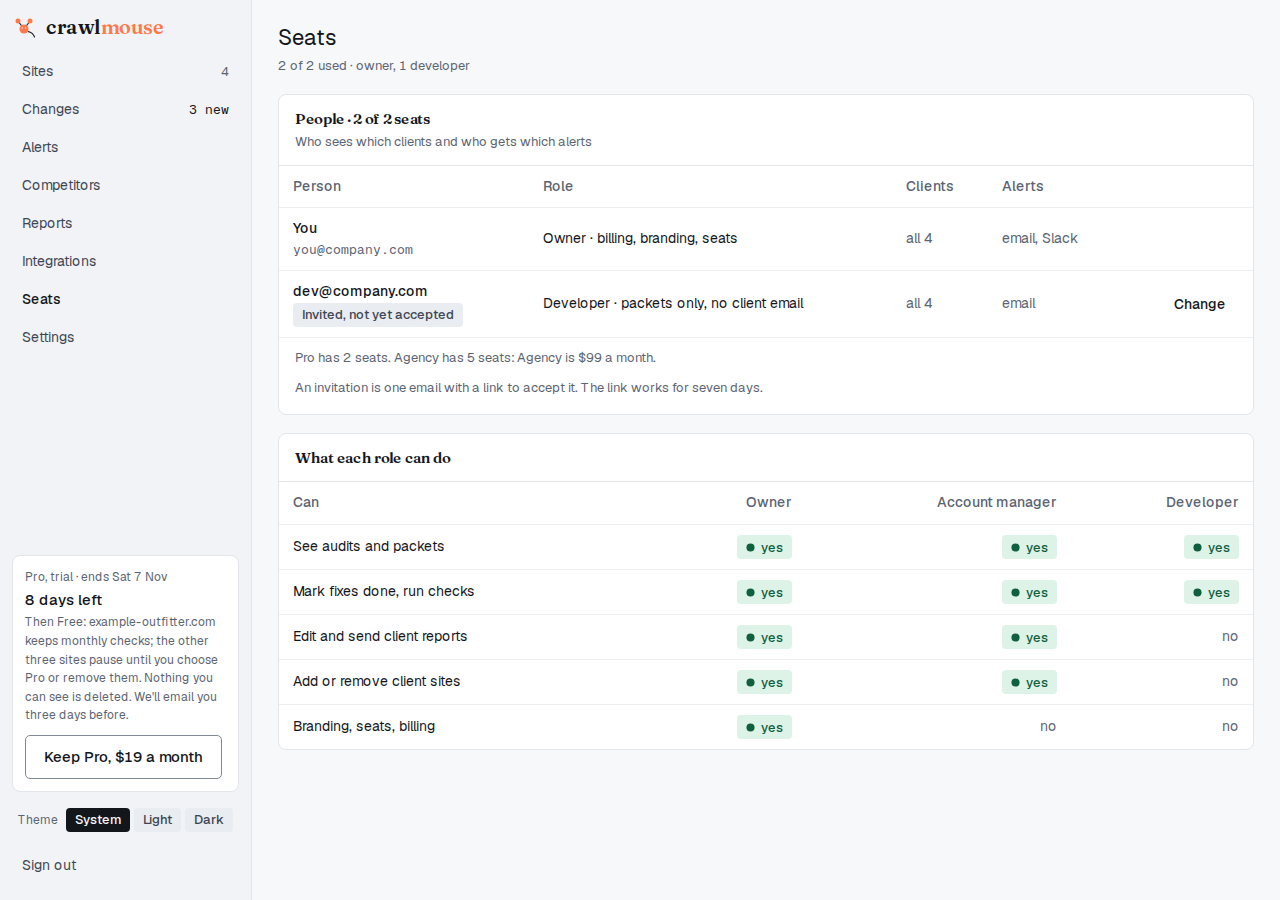 crawlmouse
Sites 4
Changes 3 new
Alerts
Competitors
Reports
Integrations
Seats
Settings
Pro, trial · ends Sat 7 Nov
8 days left
Then Free: example-outfitter.com
keeps monthly checks; the other
three sites pause until you choose
Pro or remove them. Nothing you
can see is deleted. We'll email you
three days before.
Keep Pro, $19 a month
Theme System Light Dark
Sign out
Seats
2 of 2 used · owner, 1 developer
People · 2 of 2 seats
Who sees which clients and who gets which alerts
Person Role Clients Alerts
You
you@company.com
Owner · billing, branding, seats all 4 email, Slack
dev@company.com
Invited, not yet accepted
Developer · packets only, no client email all 4 email Change
Pro has 2 seats. Agency has 5 seats: Agency is $99 a month.
An invitation is one email with a link to accept it. The link works for seven days.
What each role can do
Can Owner Account manager Developer
See audits and packets yes yes yes
Mark fixes done, run checks yes yes yes
Edit and send client reports yes yes no
Add or remove client sites yes yes no
Branding, seats, billing yes no no